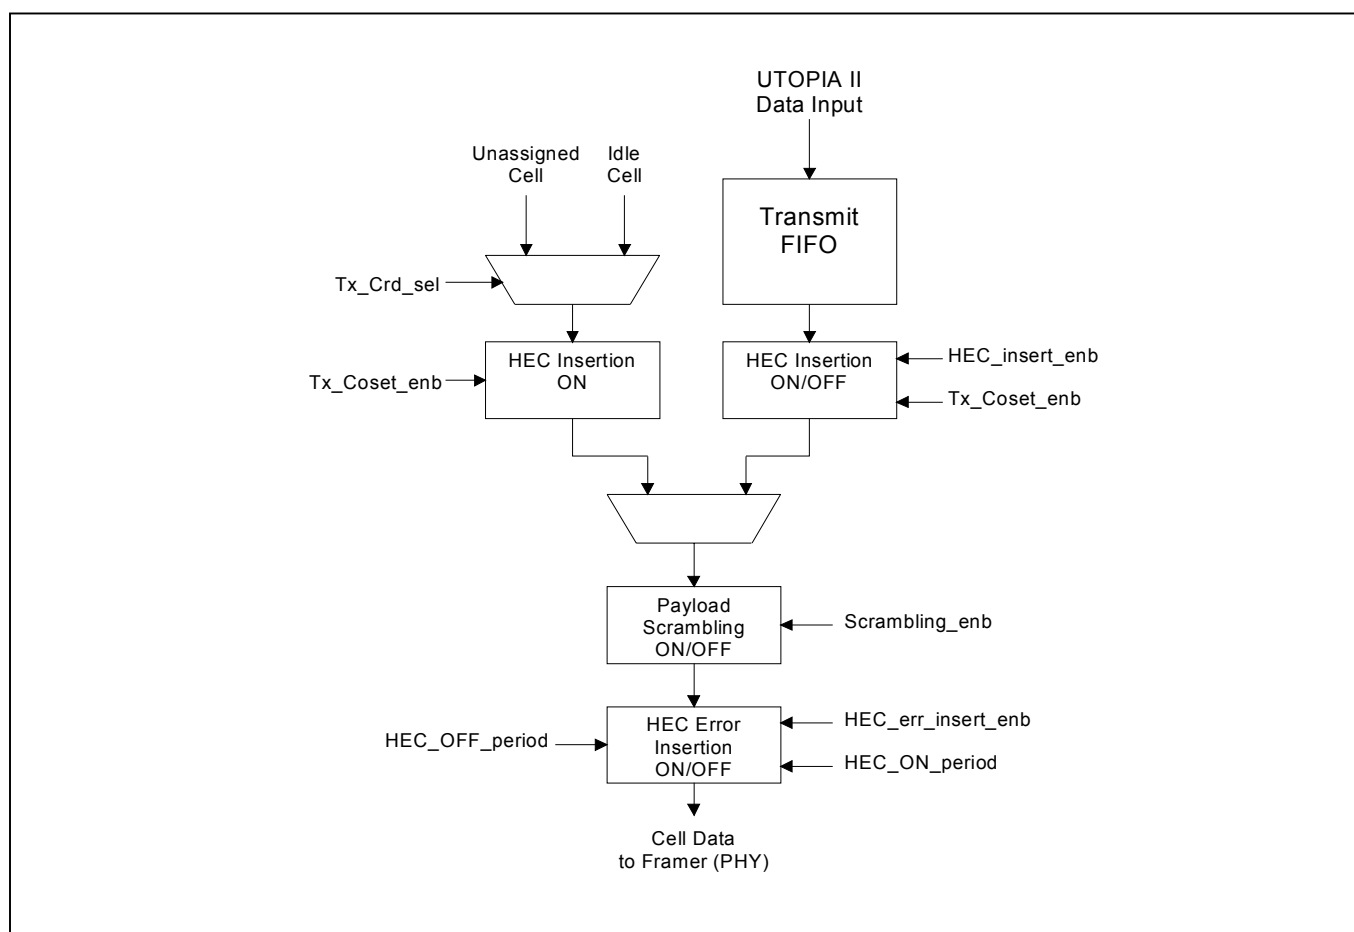 UTOPIA II
Data Input
Unassigned
Cell
Idle
Cell
Transmit
FIFO
Tx_Crd_sel
HEC Insertion
ON
Tx_Coset_enb
HEC Insertion
ON/OFF
HEC_insert_enb
Tx_Coset_enb
Payload
Scrambling
ON/OFF
Scrambling_enb
HEC Error
Insertion
ON/OFF
HEC_OFF_period
HEC_err_insert_enb
HEC_ON_period
Cell Data
to Framer (PHY)